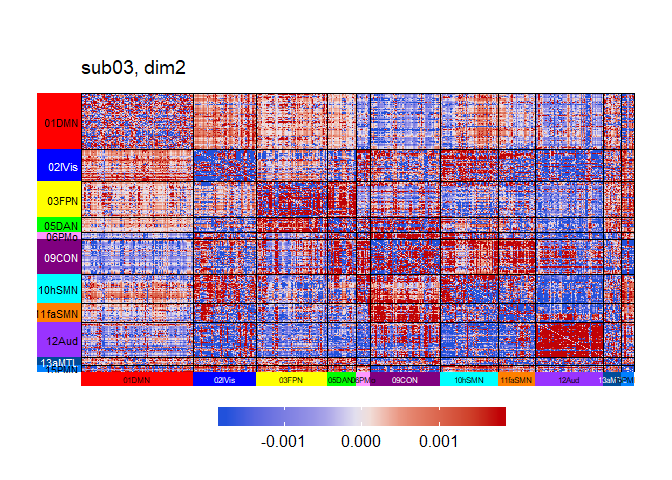 sub03, dim2
01DMN
02lVis
03FPN
05DAN
06PMo
09CON
10hSMN
11faSMN
12Aud
13aMTL
01DMN
02lVis
03FPN
05DAN
09CON
10hSMN
11faSMN
12Aud
-0.001 0.000 0.001